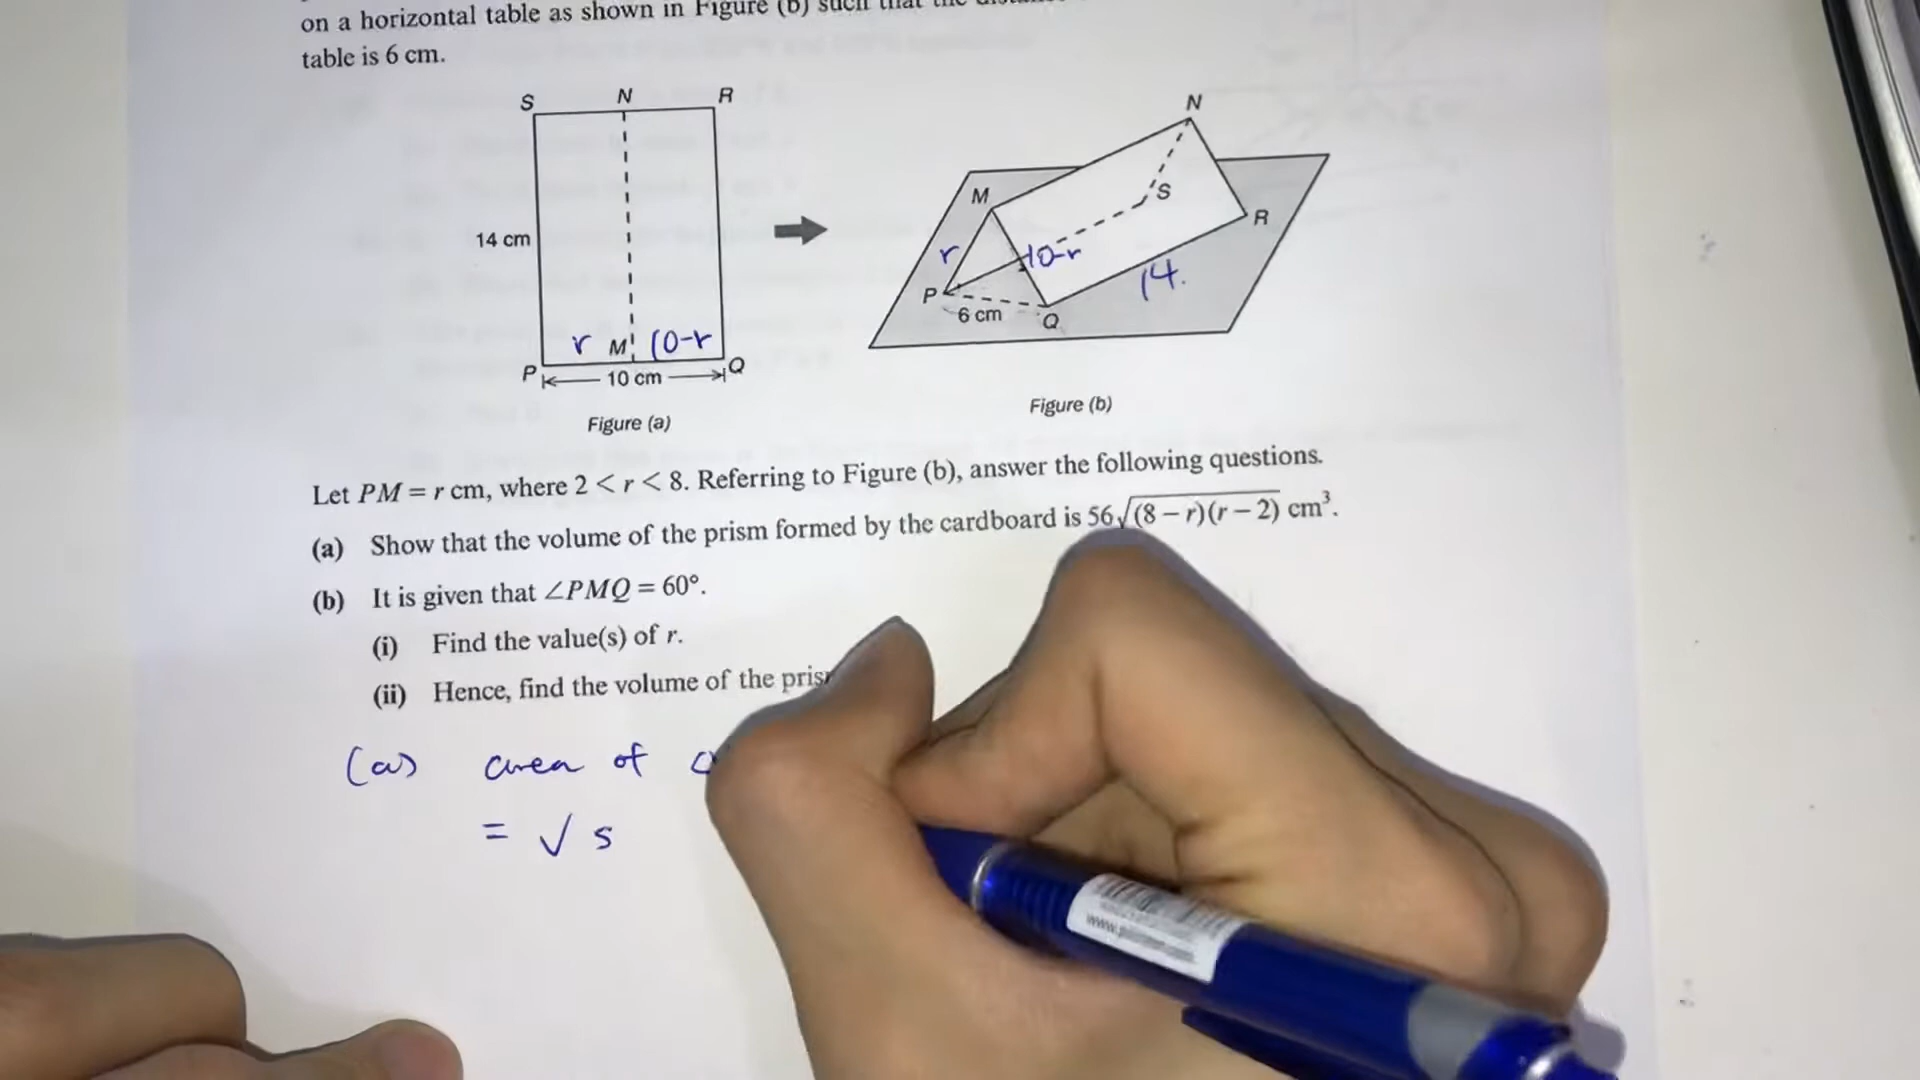 on a horizontal table as shown in Figure (b) such that the
table is 6 cm.
S N R
14 cm
r M 10-r
P 10 cm Q
Figure (a)
N
M S
R
r 10-r
14.
P
6 cm Q
Figure (b)
Let PM = r cm, where 2 < r < 8. Referring to Figure (b), answer the following questions.
(a) Show that the volume of the prism formed by the cardboard is 56√(8 – r)(r – 2) cm³.
(b) It is given that ∠PMQ = 60°.
(i) Find the value(s) of r.
(ii) Hence, find the volume of the
(a) area of
= √ s
www.